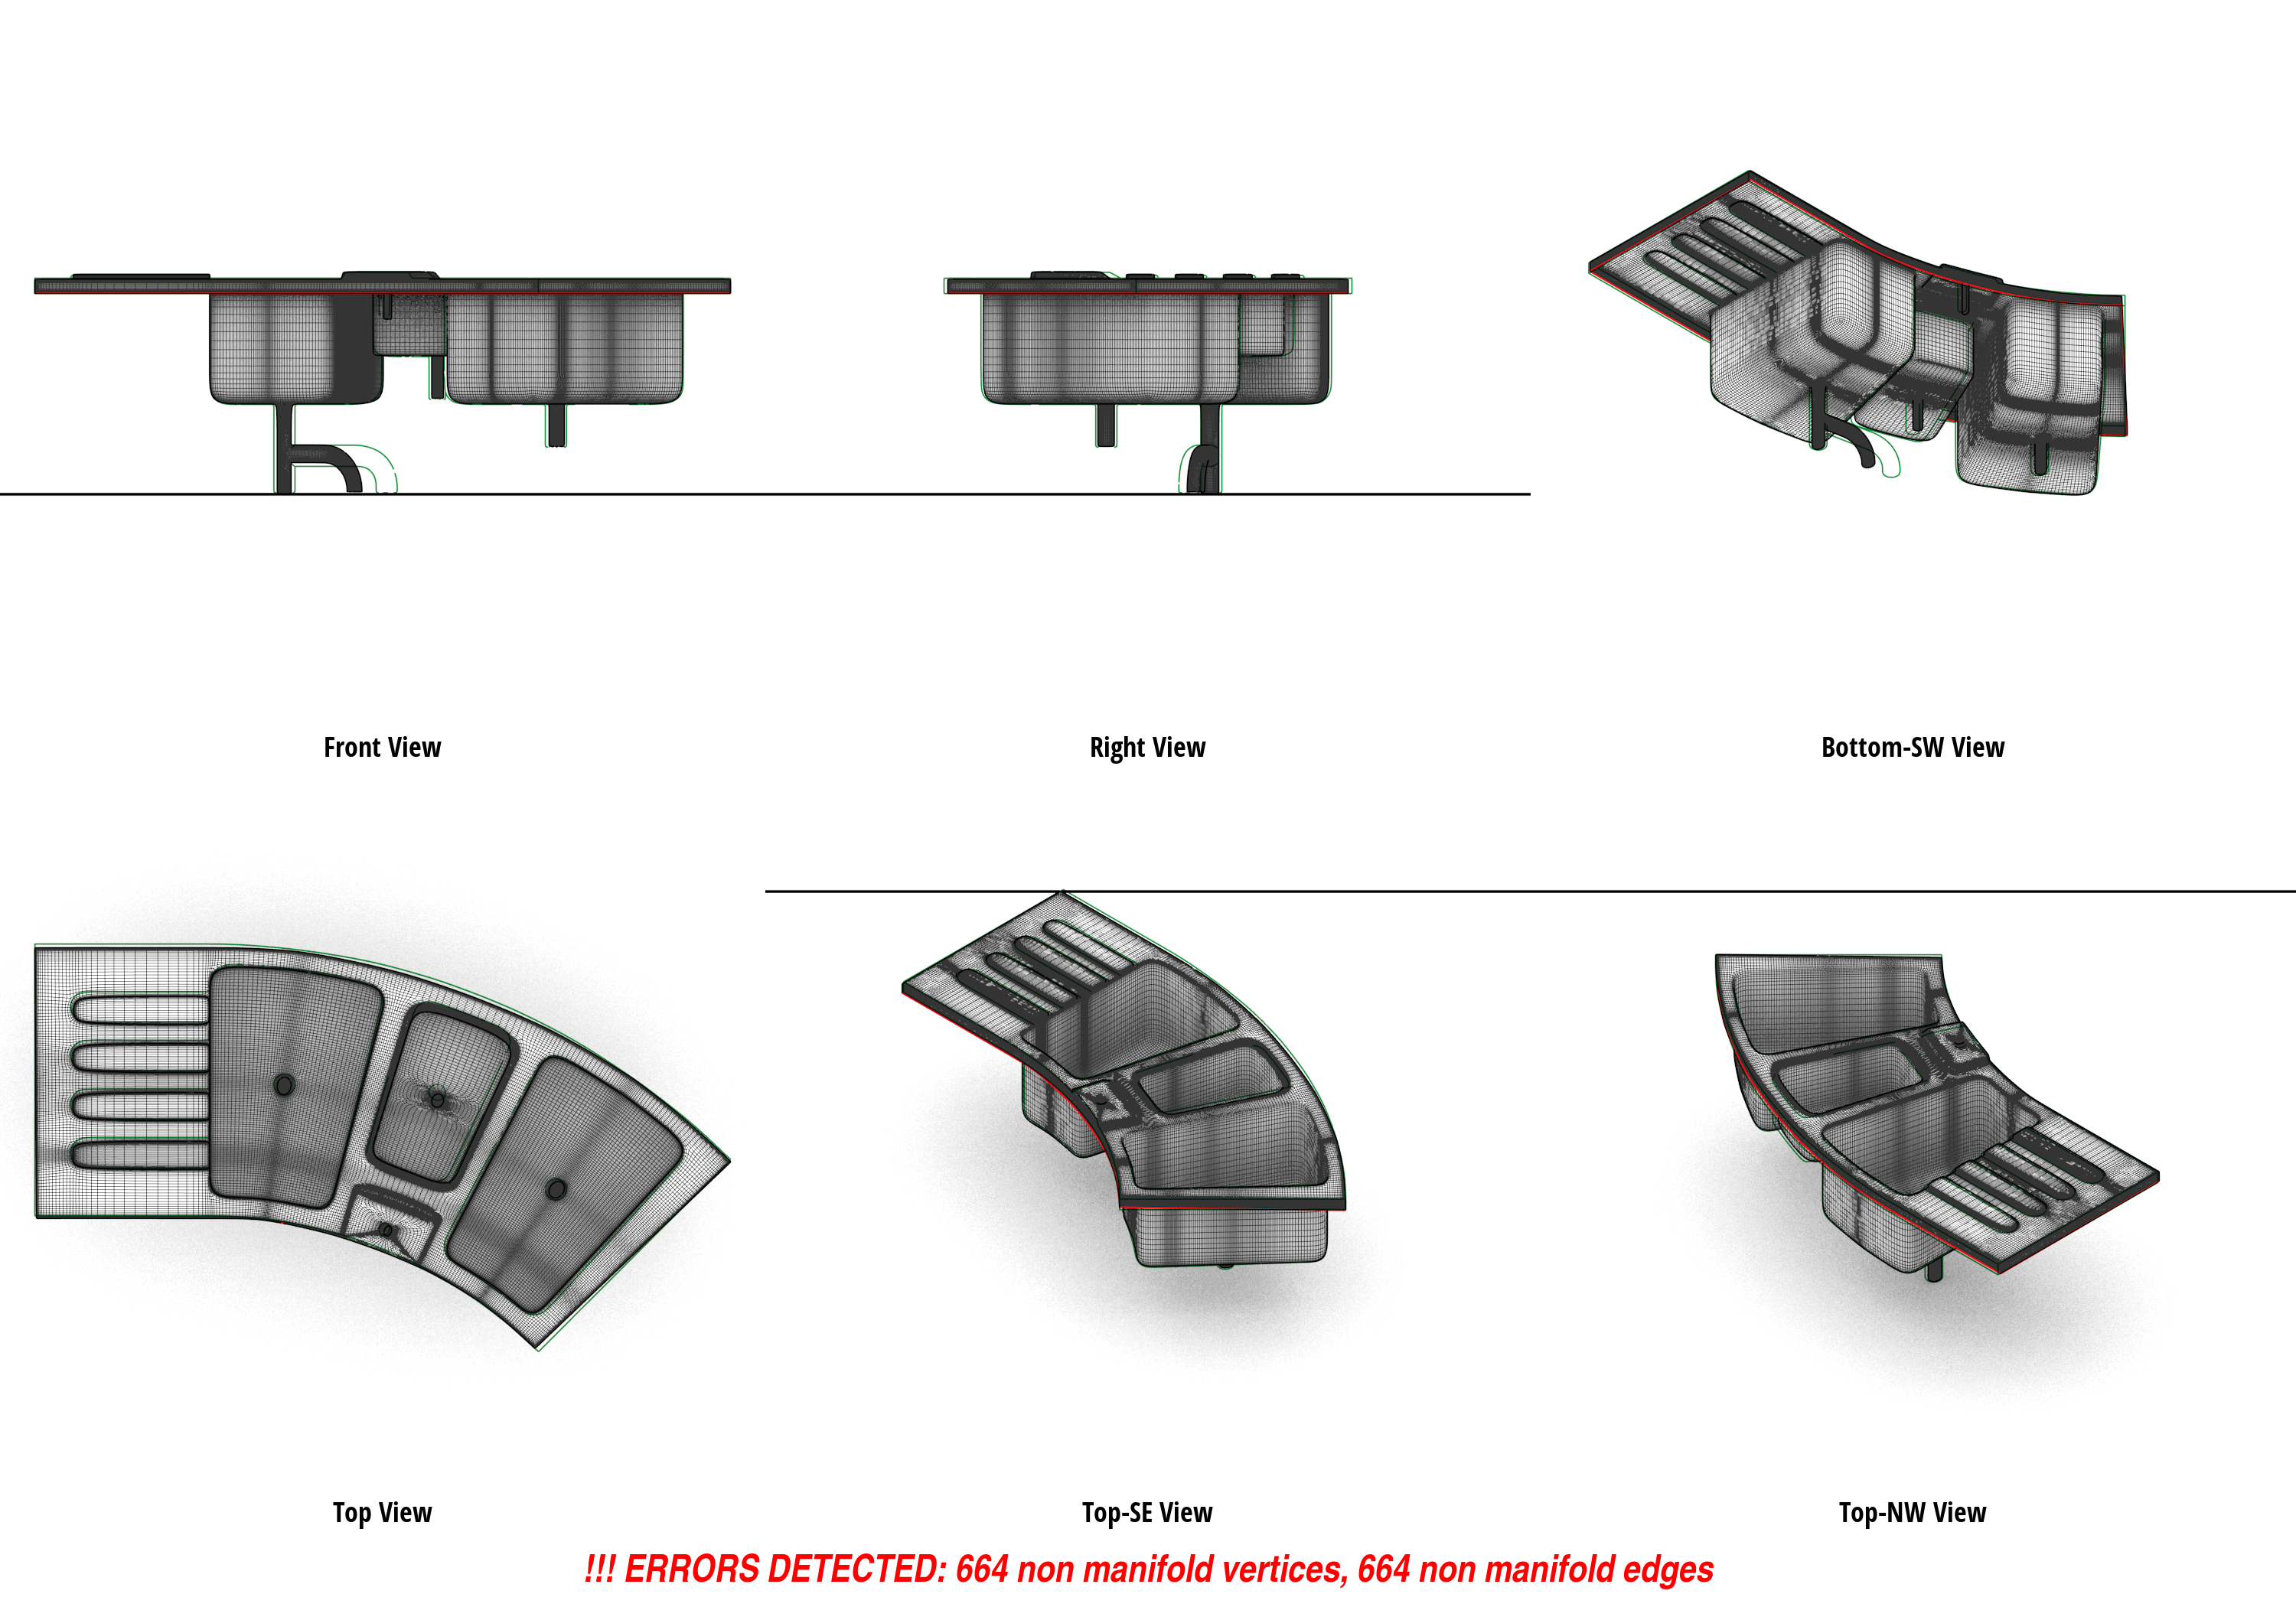 Front View
Right View
Bottom-SW View
Top View
Top-SE View
Top-NW View
!!! ERRORS DETECTED: 664 non manifold vertices, 664 non manifold edges